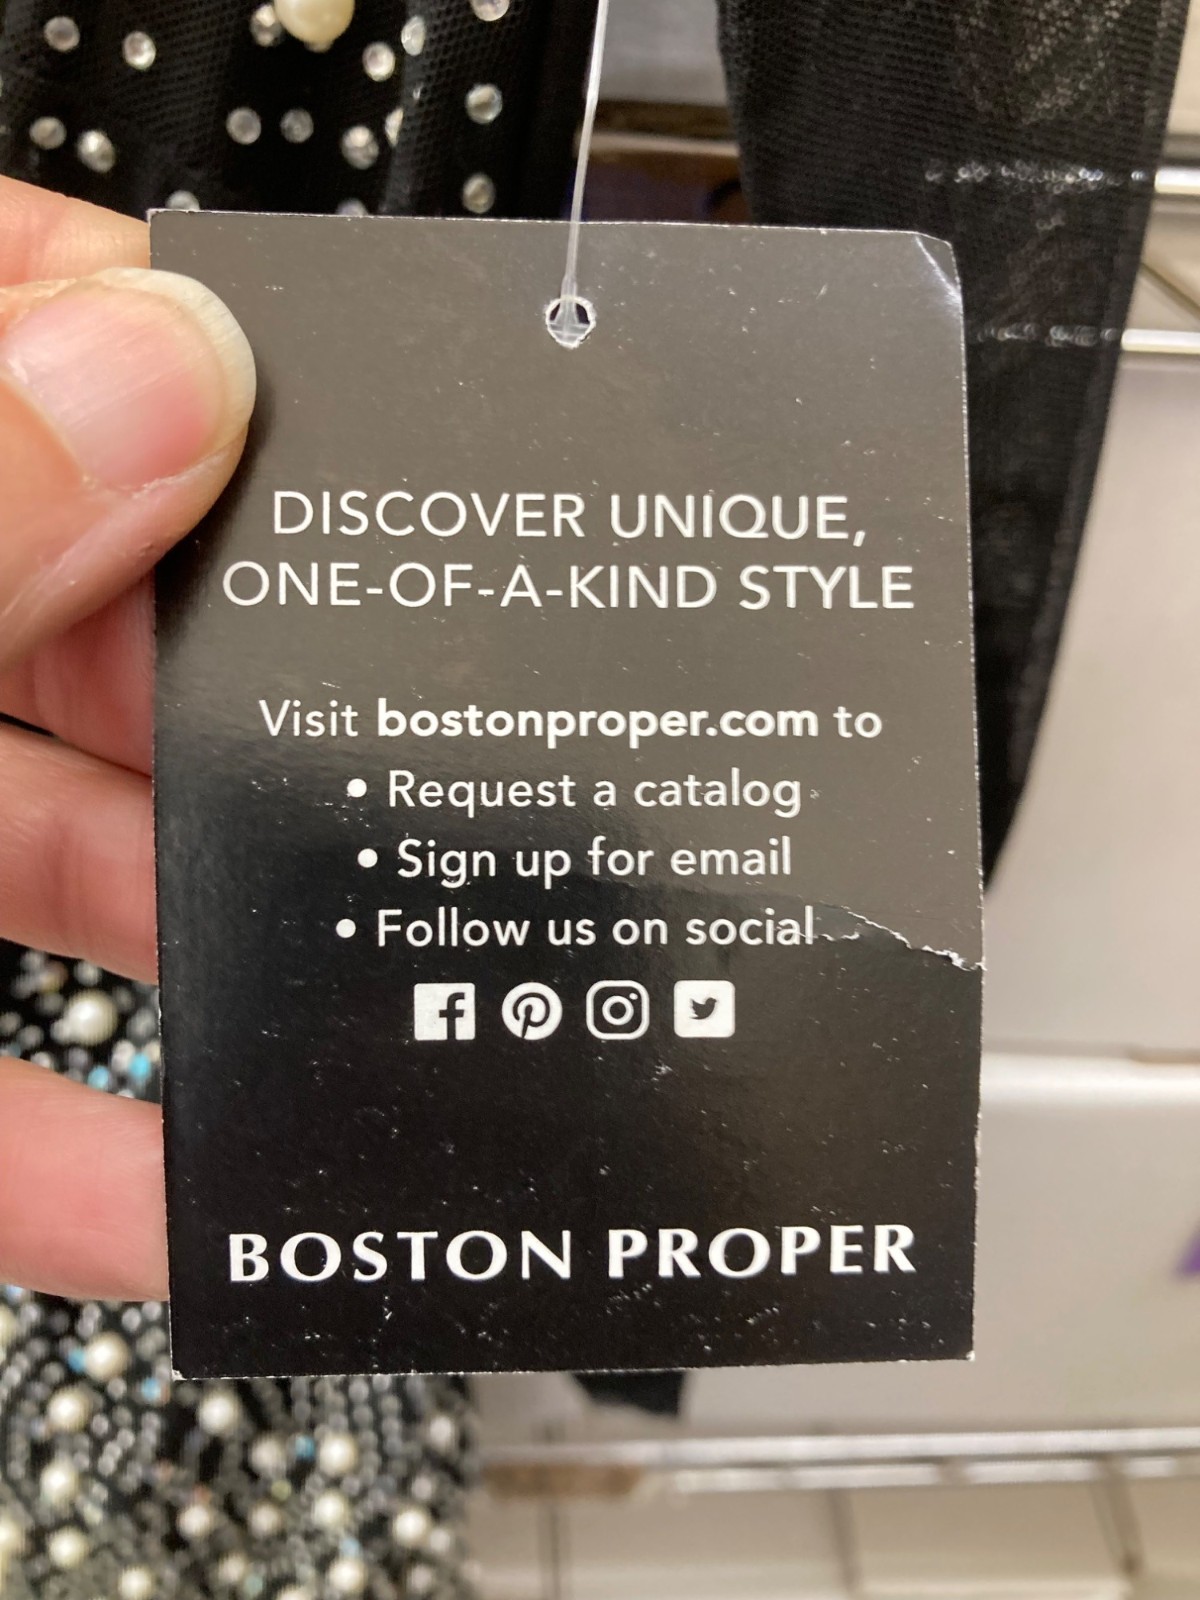 DISCOVER UNIQUE,
ONE-OF-A-KIND STYLE
Visit bostonproper.com to
• Request a catalog
• Sign up for email
• Follow us on social
BOSTON PROPER